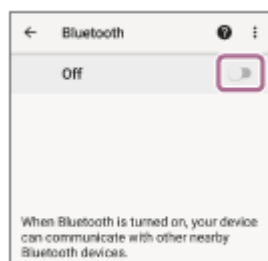 Bluetooth
Off
When Bluetooth is turned on, your device
can communicate with other nearby
Bluetooth devices.